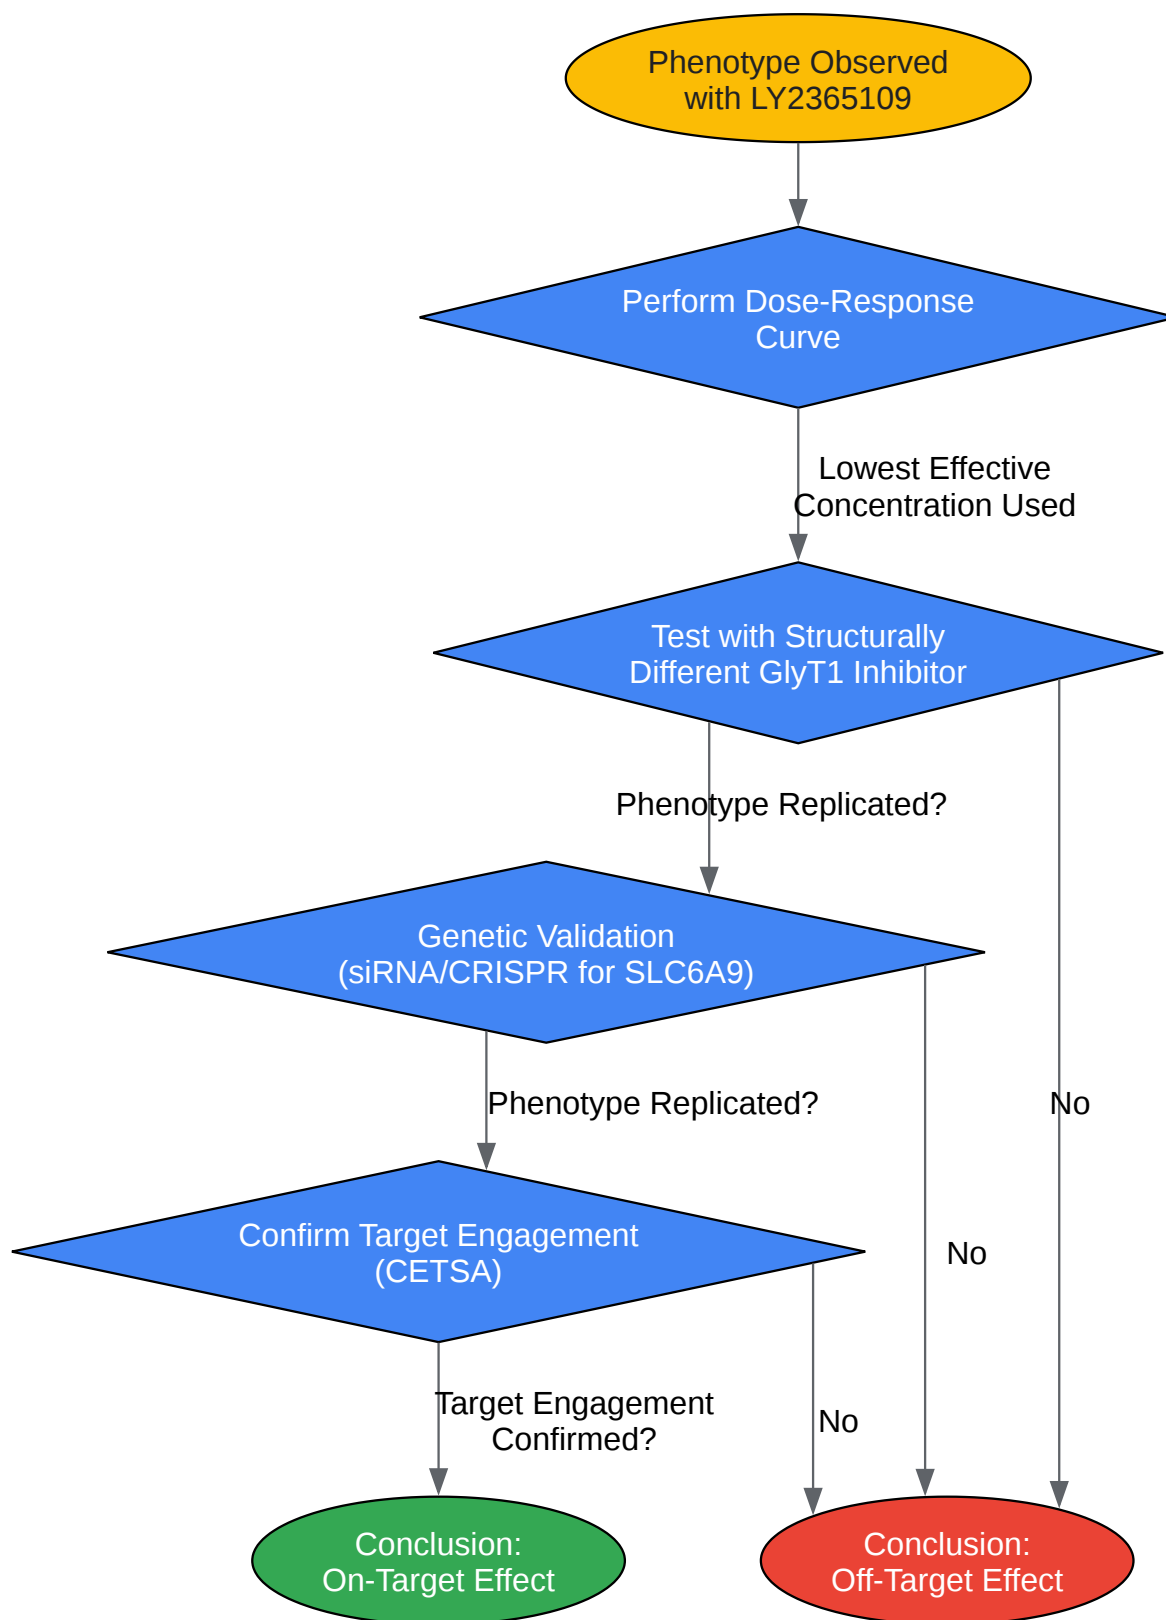 Phenotype Observed
with LY2365109
Perform Dose-Response
Curve
Lowest Effective
Concentration Used
Test with Structurally
Different GlyT1 Inhibitor
Phenotype Replicated?
Genetic Validation
(siRNA/CRISPR for SLC6A9)
Phenotype Replicated?
No
Confirm Target Engagement
(CETSA)
No
Target Engagement
Confirmed?
No
Conclusion:
On-Target Effect
Conclusion:
Off-Target Effect